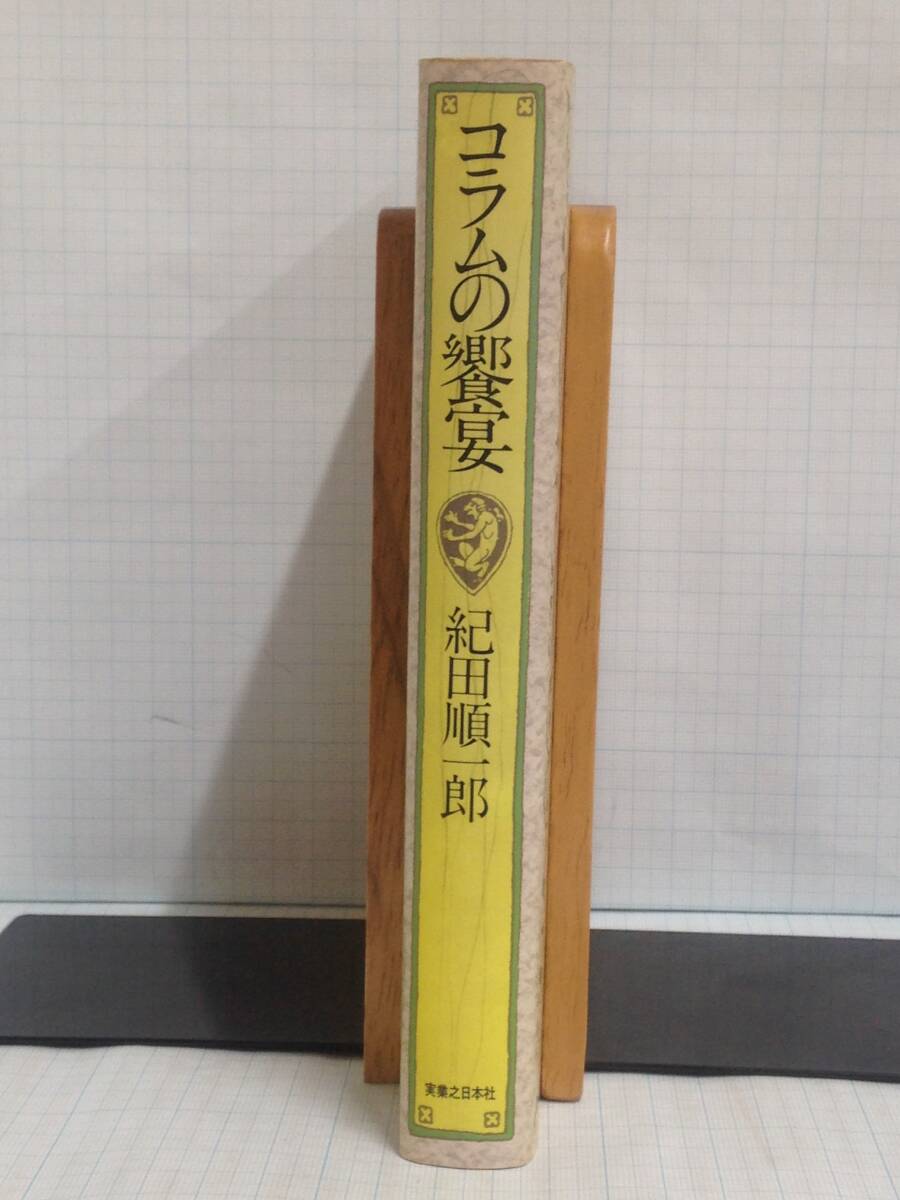 コラムの饗宴
紀田順一郎
実業之日本社